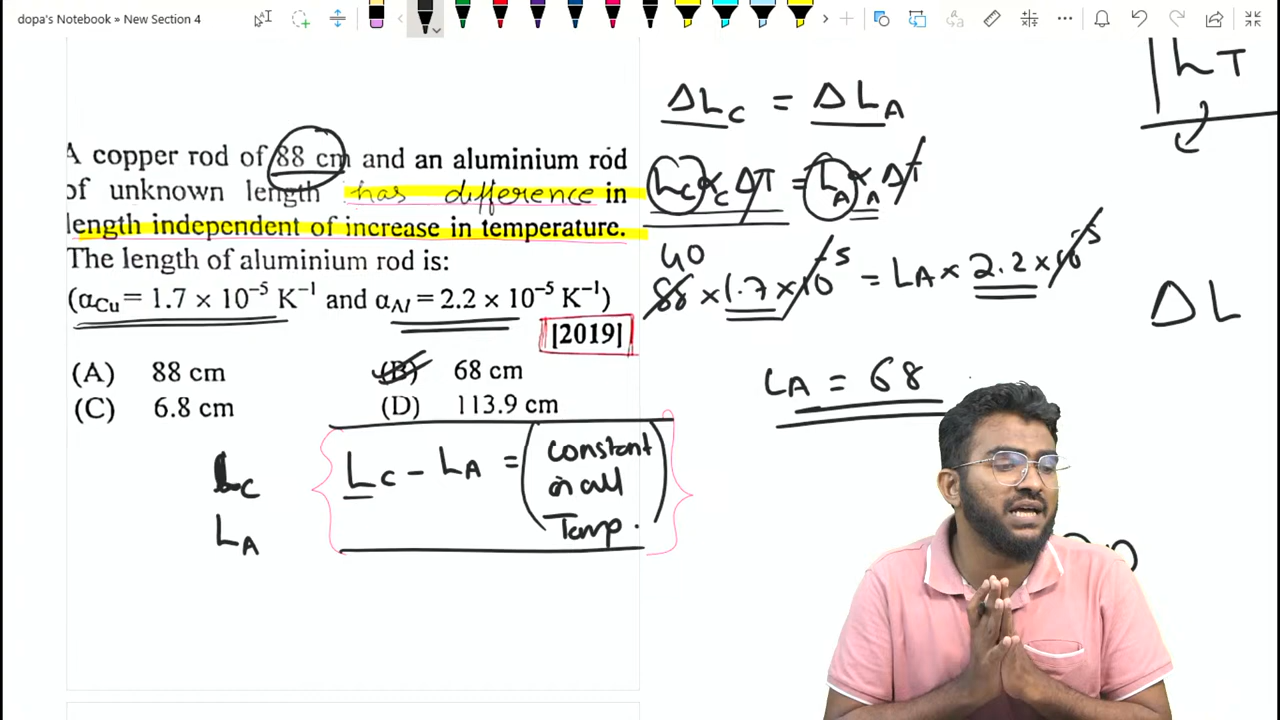 dopa's Notebook » New Section 4
A copper rod of 88 cm and an aluminium rod
of unknown length has difference in
length independent of increase in temperature.
The length of aluminium rod is:
(αCu = 1.7 × 10⁻⁵ K⁻¹ and αAl = 2.2 × 10⁻⁵ K⁻¹)
[2019]
(A) 88 cm (B) 68 cm
(C) 6.8 cm (D) 113.9 cm
LC
LA
LC - LA = (constant
in all
Temp.)
ΔLC = ΔLA
LC αC ΔT = LA αA ΔT
40
88 × 1.7 × 10⁻⁵ = LA × 2.2 × 10⁻⁵
LA = 68
ΔL